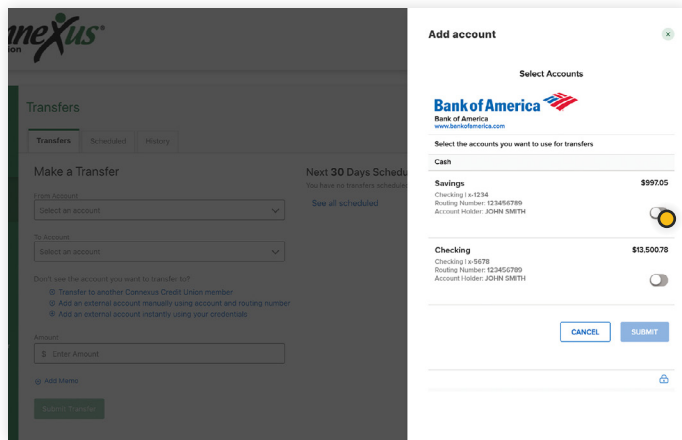 nnexus®
ion
Transfers
Transfers Scheduled History
Make a Transfer
From Account
Select an account
To Account
Select an account
Don't see the account you want to transfer to?
Transfer to another Connexus Credit Union member
Add an external account manually using account and routing number
Add an external account instantly using your credentials
Amount
$ Enter Amount
Add Memo
Submit Transfer
Next 30 Days Schedu
You have no transfers schedule
See all scheduled
Add account
×
Select Accounts
Bank of America
Bank of America
www.bankofamerica.com
Select the accounts you want to use for transfers
Cash
Savings $997.05
Checking | x-1234
Routing Number: 123456789
Account Holder: JOHN SMITH
Checking $13,500.78
Checking | x-5678
Routing Number: 123456789
Account Holder: JOHN SMITH
CANCEL SUBMIT